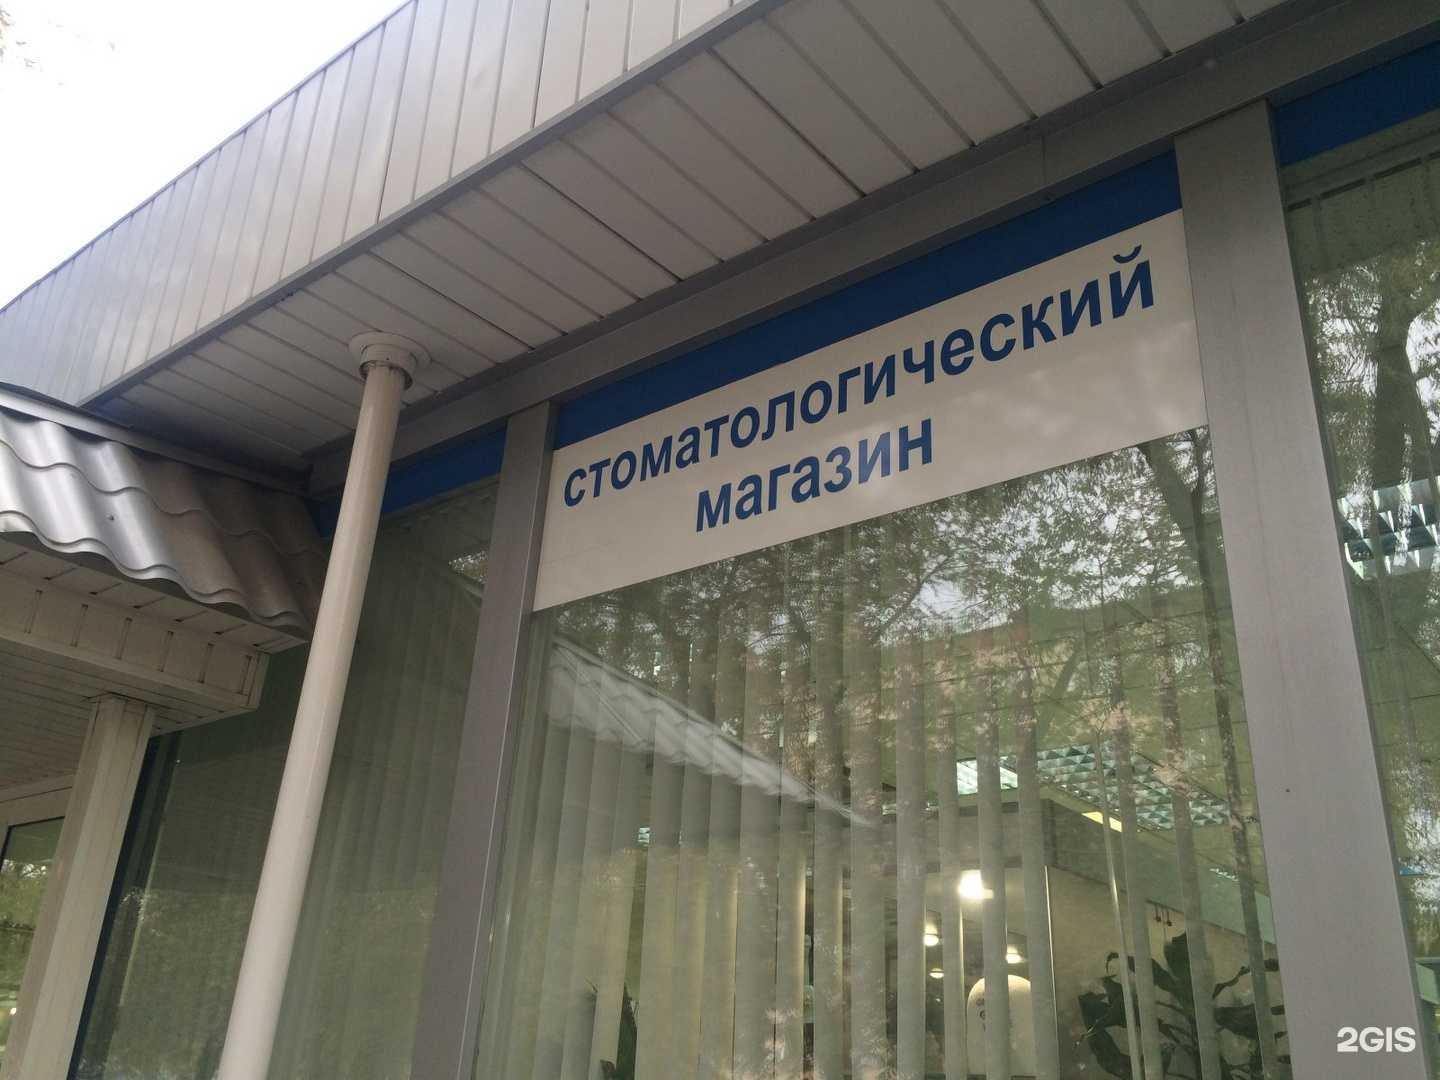 стоматологический
магазин
2GIS